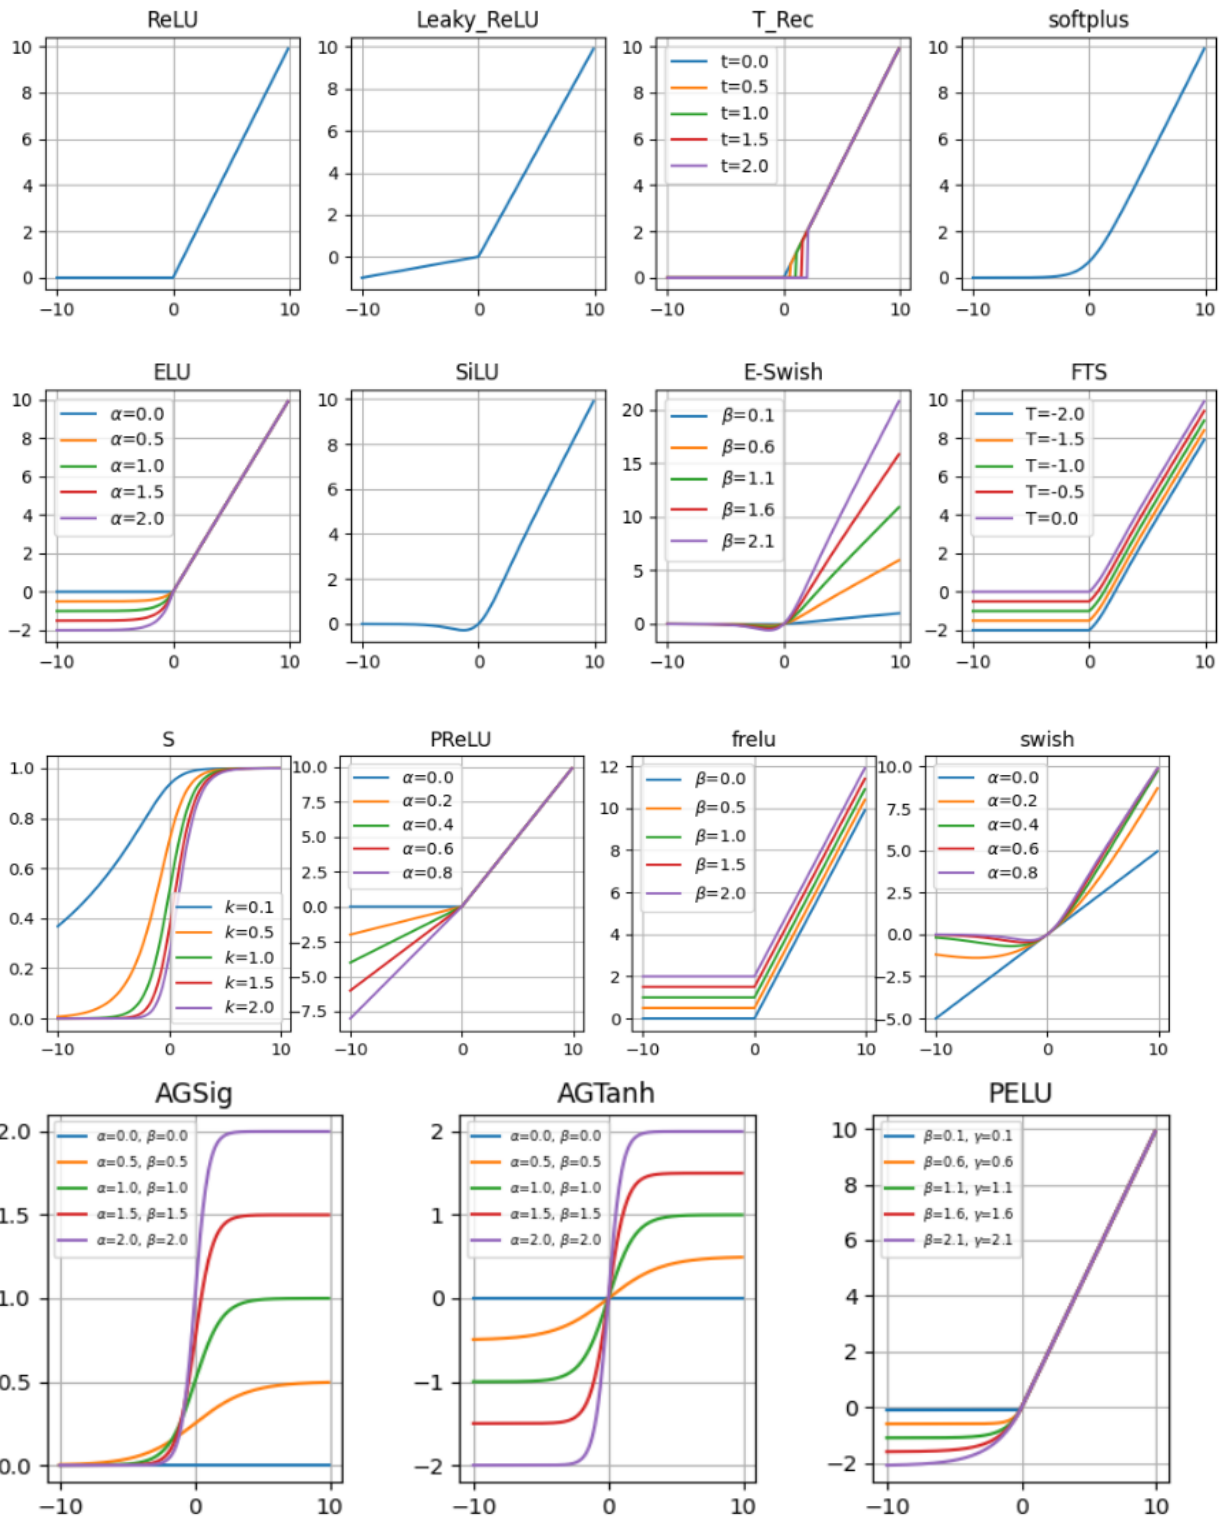 ReLU
Leaky_ReLU
T_Rec
softplus
10
8
6
4
2
0
−10 0 10
10
8
6
4
2
0
−10 0 10
10
8
6
4
2
0
t=0.0
t=0.5
t=1.0
t=1.5
t=2.0
−10 0 10
10
8
6
4
2
0
−10 0 10
ELU
SiLU
E-Swish
FTS
10
8
6
4
2
0
−2
α=0.0
α=0.5
α=1.0
α=1.5
α=2.0
−10 0 10
10
8
6
4
2
0
−10 0 10
20
15
10
5
0
β=0.1
β=0.6
β=1.1
β=1.6
β=2.1
−10 0 10
10
8
6
4
2
0
−2
T=-2.0
T=-1.5
T=-1.0
T=-0.5
T=0.0
−10 0 10
S
PReLU
frelu
swish
1.0
0.8
0.6
0.4
0.2
0.0
k=0.1
k=0.5
k=1.0
k=1.5
k=2.0
−10 0 10
10.0
7.5
5.0
2.5
0.0
−2.5
−5.0
−7.5
α=0.0
α=0.2
α=0.4
α=0.6
α=0.8
−10 0 10
12
10
8
6
4
2
0
β=0.0
β=0.5
β=1.0
β=1.5
β=2.0
−10 0 10
10.0
7.5
5.0
2.5
0.0
−2.5
−5.0
α=0.0
α=0.2
α=0.4
α=0.6
α=0.8
−10 0 10
AGSig
AGTanh
PELU
2.0
1.5
1.0
0.5
0.0
α=0.0, β=0.0
α=0.5, β=0.5
α=1.0, β=1.0
α=1.5, β=1.5
α=2.0, β=2.0
−10 0 10
2
1
0
−1
−2
α=0.0, β=0.0
α=0.5, β=0.5
α=1.0, β=1.0
α=1.5, β=1.5
α=2.0, β=2.0
−10 0 10
10
8
6
4
2
0
−2
β=0.1, γ=0.1
β=0.6, γ=0.6
β=1.1, γ=1.1
β=1.6, γ=1.6
β=2.1, γ=2.1
−10 0 10